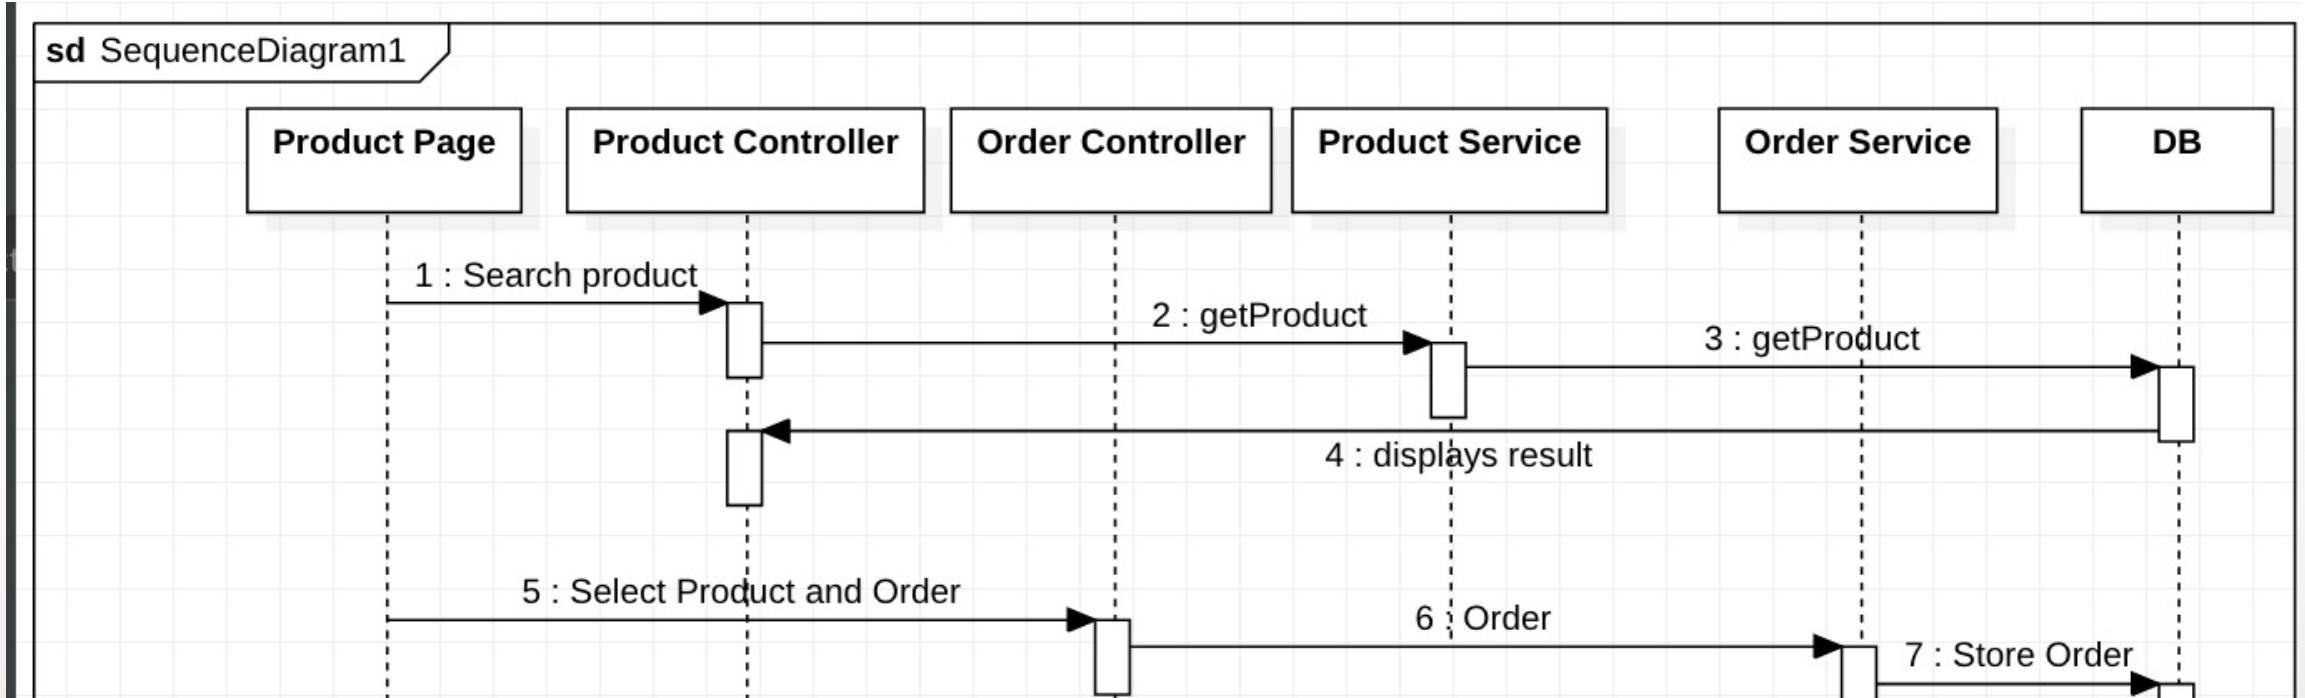 sd SequenceDiagram1
Product Page
Product Controller
Order Controller
Product Service
Order Service
DB
1 : Search product
2 : getProduct
3 : getProduct
4 : displays result
5 : Select Product and Order
6 : Order
7 : Store Order